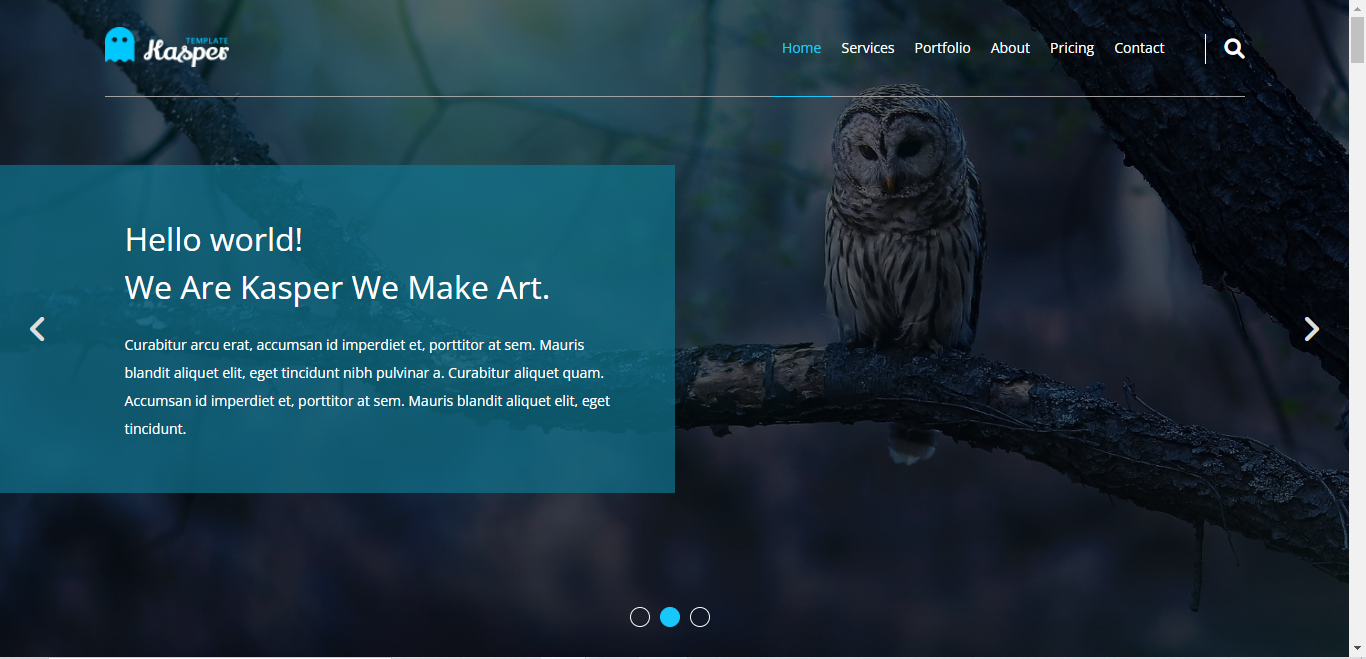 TEMPLATE
Kasper
Home Services Portfolio About Pricing Contact
Hello world!
We Are Kasper We Make Art.
Curabitur arcu erat, accumsan id imperdiet et, porttitor at sem. Mauris
blandit aliquet elit, eget tincidunt nibh pulvinar a. Curabitur aliquet quam.
Accumsan id imperdiet et, porttitor at sem. Mauris blandit aliquet elit, eget
tincidunt.